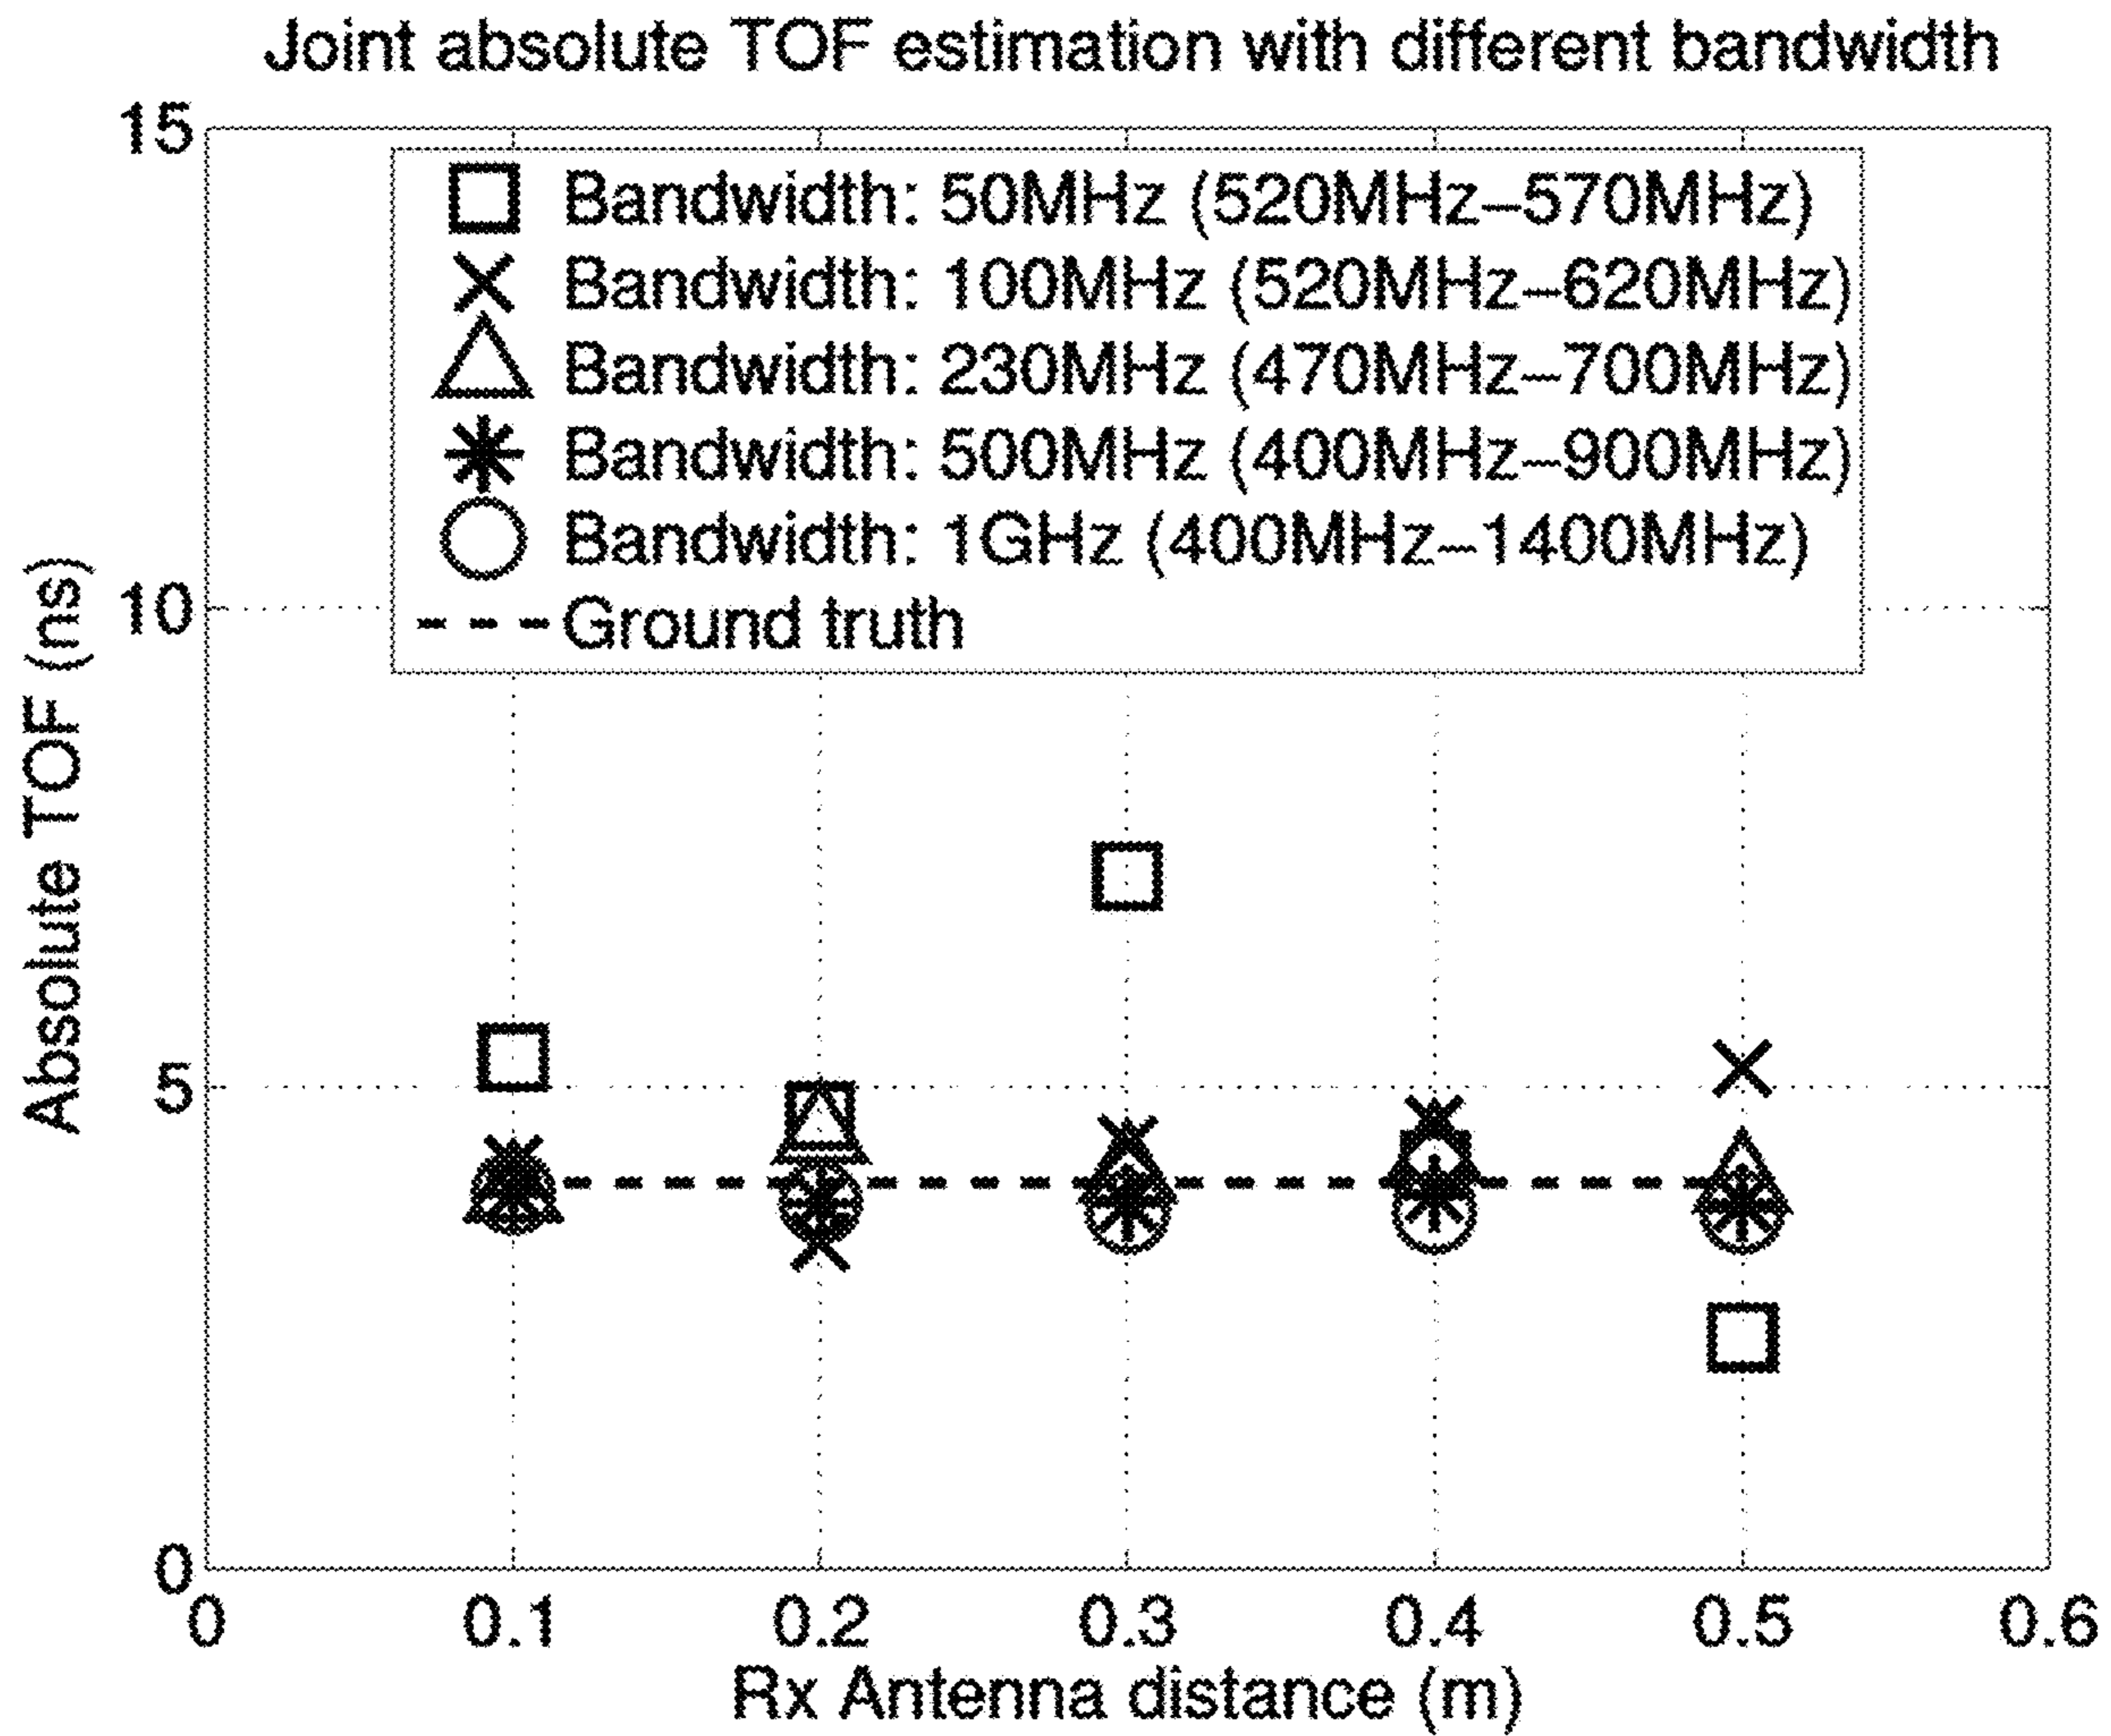 Joint absolute TOF estimation with different bandwidth
15
Bandwidth: 50MHz (520MHz–570MHz)
Bandwidth: 100MHz (520MHz–620MHz)
Bandwidth: 230MHz (470MHz–700MHz)
Bandwidth: 500MHz (400MHz–900MHz)
Bandwidth: 1GHz (400MHz–1400MHz)
Ground truth
10
5
0
Absolute TOF (ns)
0 0.1 0.2 0.3 0.4 0.5 0.6
Rx Antenna distance (m)